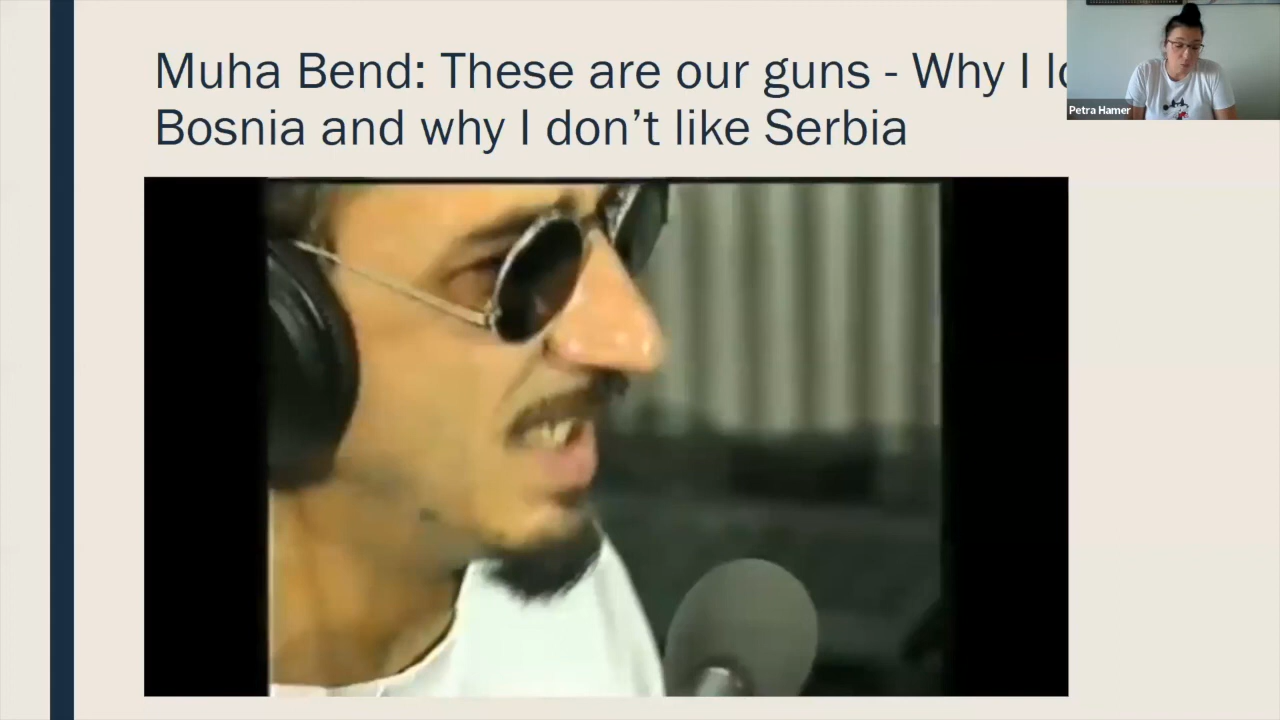 Muha Bend: These are our guns - Why I
Bosnia and why I don’t like Serbia
Petra Hamer